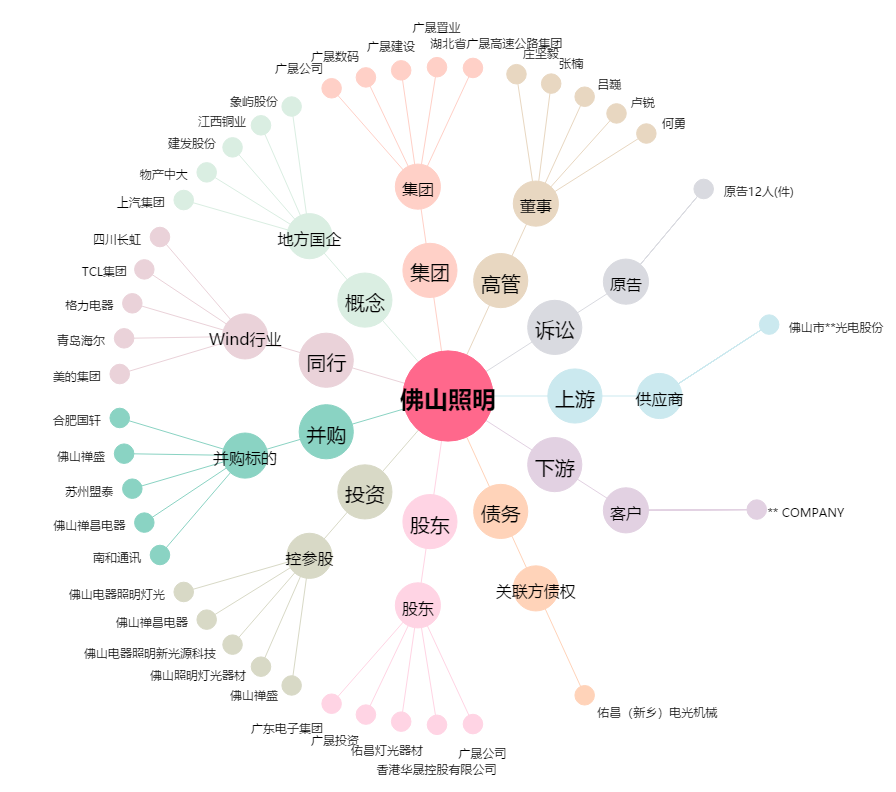 广晟置业
广晟建设
湖北省广晟高速公路集团
广晟数码
庄坚毅
广晟公司
张楠
吕巍
象屿股份
卢锐
江西铜业
何勇
建发股份
物产中大
集团
原告12人(件)
上汽集团
董事
四川长虹
地方国企
TCL集团
集团
高管
原告
格力电器
概念
佛山市**光电股份
青岛海尔
Wind行业
诉讼
同行
美的集团
佛山照明
上游
供应商
合肥国轩
并购
佛山禅盛
并购标的
下游
苏州盟泰
投资
** COMPANY
佛山禅昌电器
股东
债务
客户
南和通讯
控参股
佛山电器照明灯光
关联方债权
股东
佛山禅昌电器
佛山电器照明新光源科技
佛山照明灯光器材
佛山禅盛
佑昌（新乡）电光机械
广东电子集团
广晟投资
佑昌灯光器材
广晟公司
香港华晟控股有限公司